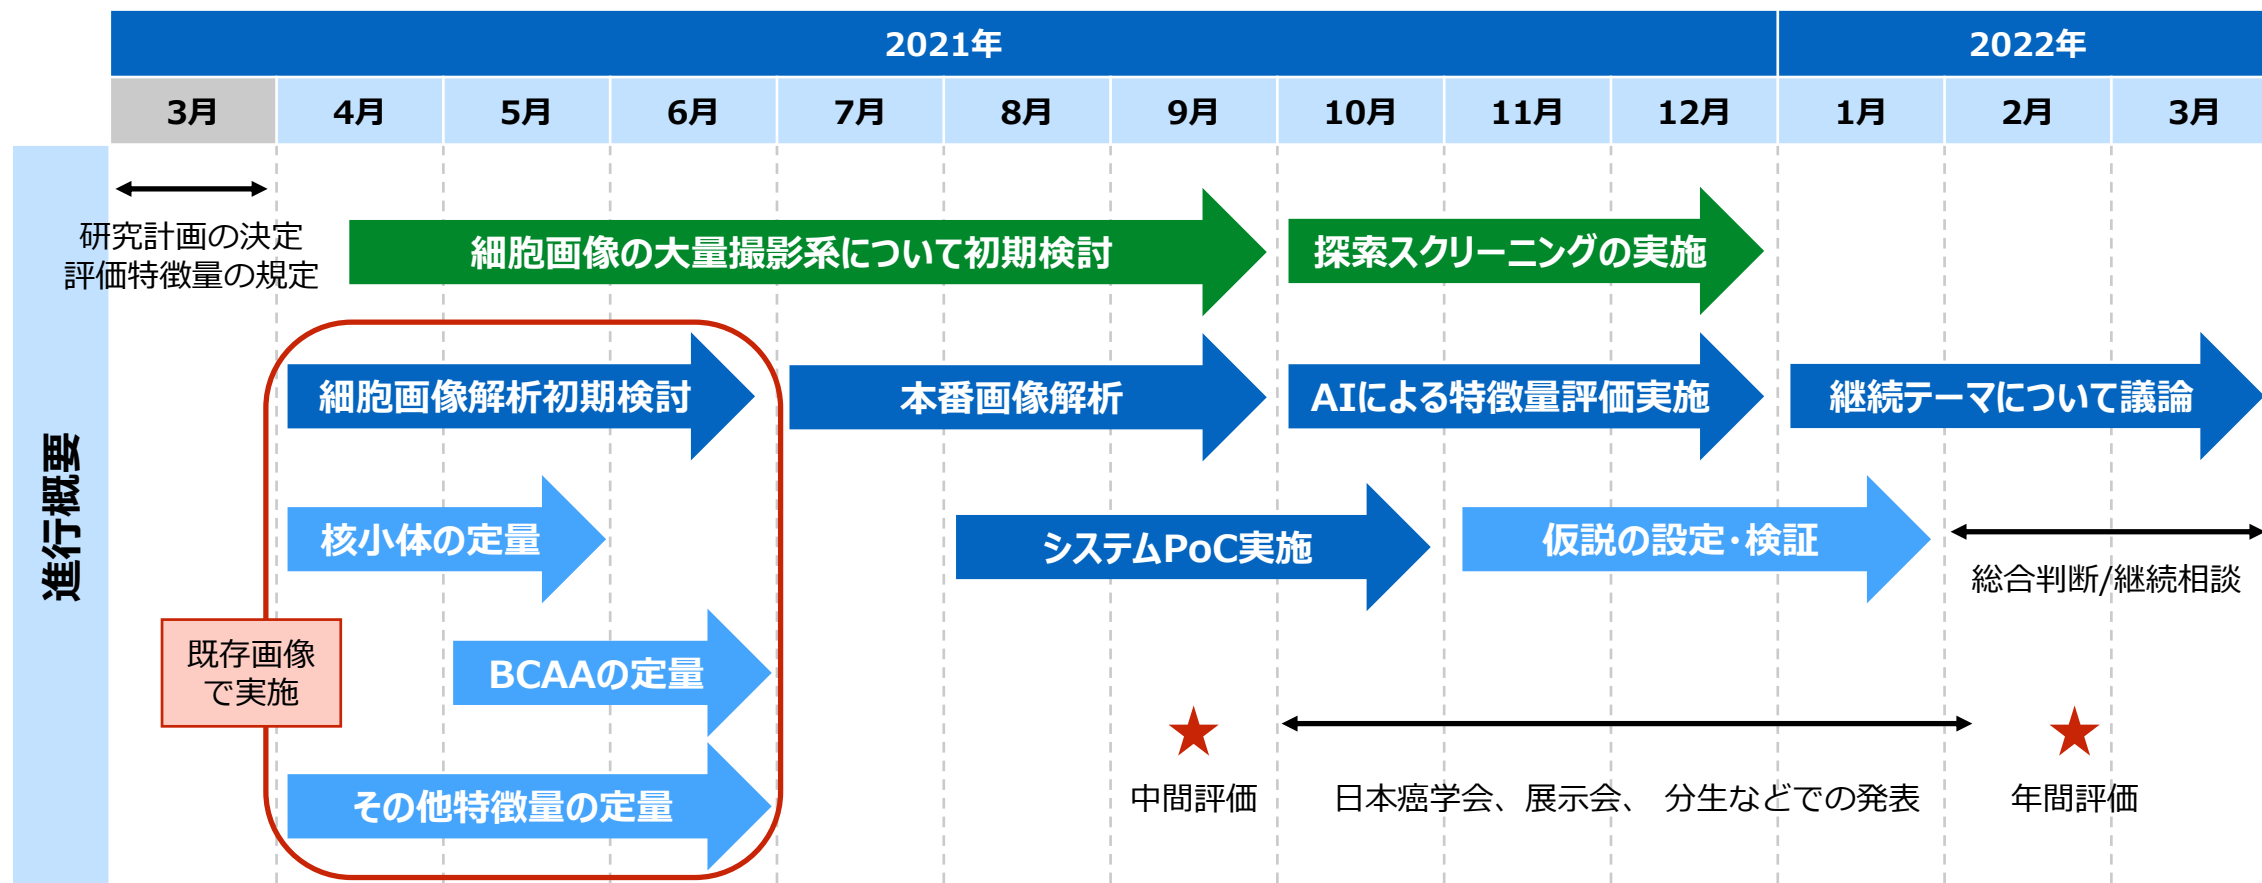 2021年
2022年
3月
4月
5月
6月
7月
8月
9月
10月
11月
12月
1月
2月
3月
進行概要
研究計画の決定
評価特徴量の規定
細胞画像の大量撮影系について初期検討
探索スクリーニングの実施
細胞画像解析初期検討
本番画像解析
AIによる特徴量評価実施
継続テーマについて議論
核小体の定量
システムPoC実施
仮説の設定・検証
総合判断/継続相談
既存画像
で実施
BCAAの定量
その他特徴量の定量
中間評価
日本癌学会、展示会、 分生などでの発表
年間評価